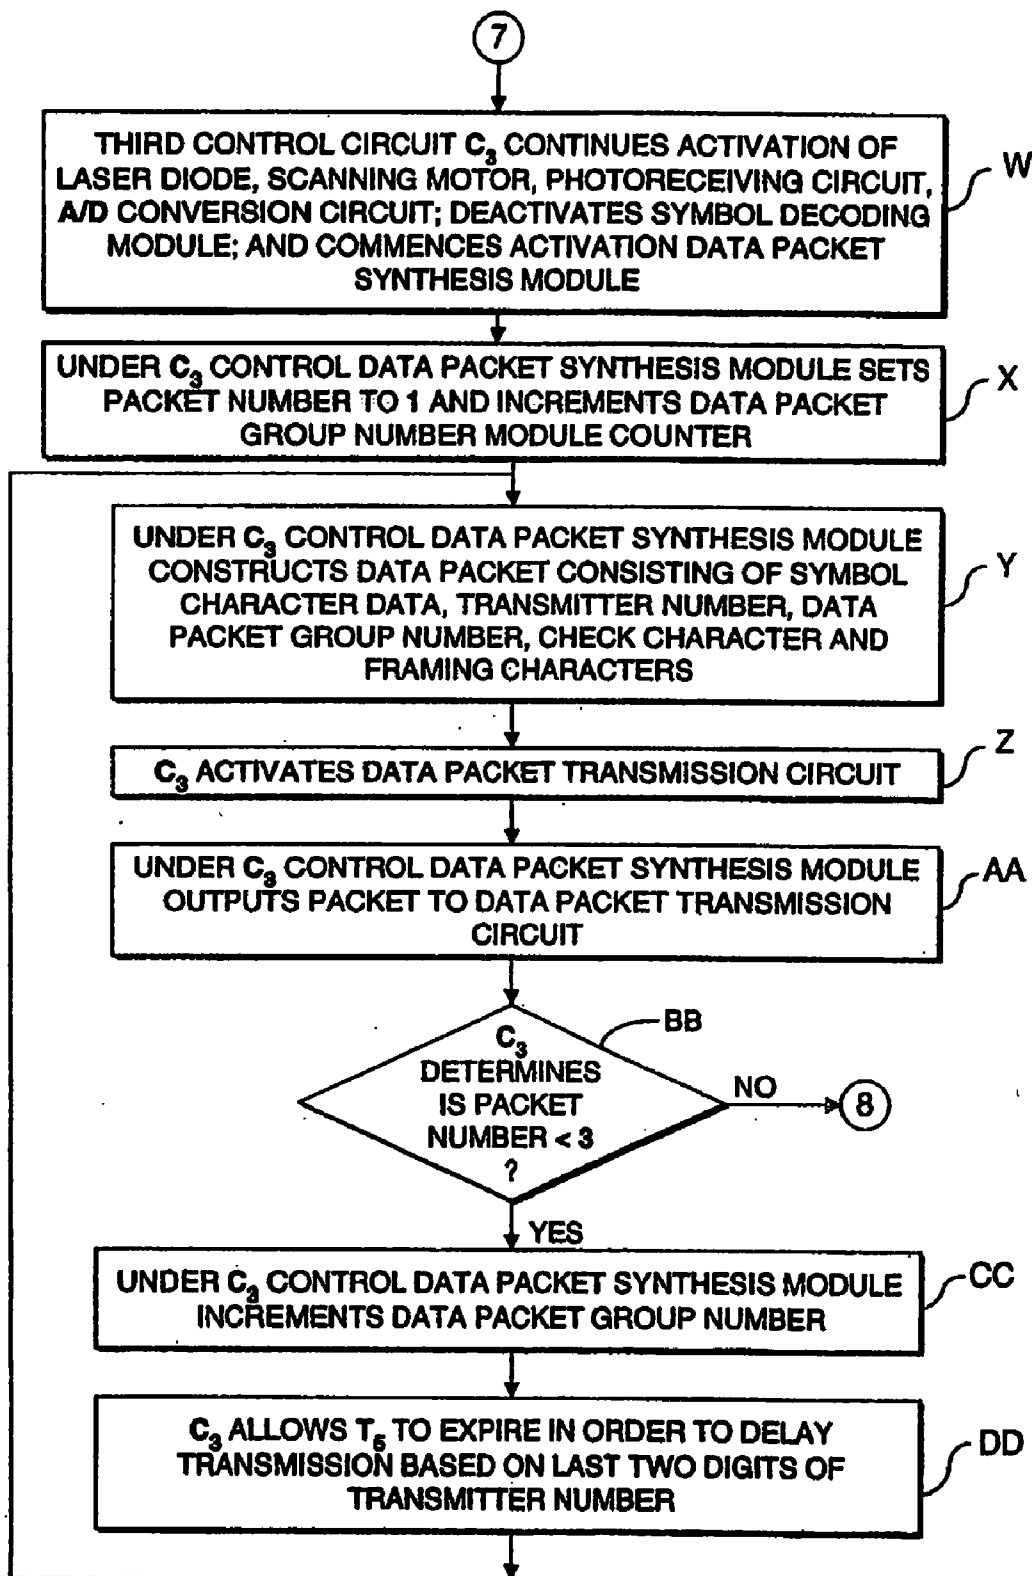 7
THIRD CONTROL CIRCUIT C3 CONTINUES ACTIVATION OF
LASER DIODE, SCANNING MOTOR, PHOTORECEIVING CIRCUIT,
A/D CONVERSION CIRCUIT; DEACTIVATES SYMBOL DECODING
MODULE; AND COMMENCES ACTIVATION DATA PACKET
SYNTHESIS MODULE
W
UNDER C3 CONTROL DATA PACKET SYNTHESIS MODULE SETS
PACKET NUMBER TO 1 AND INCREMENTS DATA PACKET
GROUP NUMBER MODULE COUNTER
X
UNDER C3 CONTROL DATA PACKET SYNTHESIS MODULE
CONSTRUCTS DATA PACKET CONSISTING OF SYMBOL
CHARACTER DATA, TRANSMITTER NUMBER, DATA
PACKET GROUP NUMBER, CHECK CHARACTER AND
FRAMING CHARACTERS
Y
C3 ACTIVATES DATA PACKET TRANSMISSION CIRCUIT
Z
UNDER C3 CONTROL DATA PACKET SYNTHESIS MODULE
OUTPUTS PACKET TO DATA PACKET TRANSMISSION
CIRCUIT
AA
C3
DETERMINES
IS PACKET
NUMBER < 3
?
BB
NO
8
YES
UNDER C3 CONTROL DATA PACKET SYNTHESIS MODULE
INCREMENTS DATA PACKET GROUP NUMBER
CC
C3 ALLOWS T5 TO EXPIRE IN ORDER TO DELAY
TRANSMISSION BASED ON LAST TWO DIGITS OF
TRANSMITTER NUMBER
DD